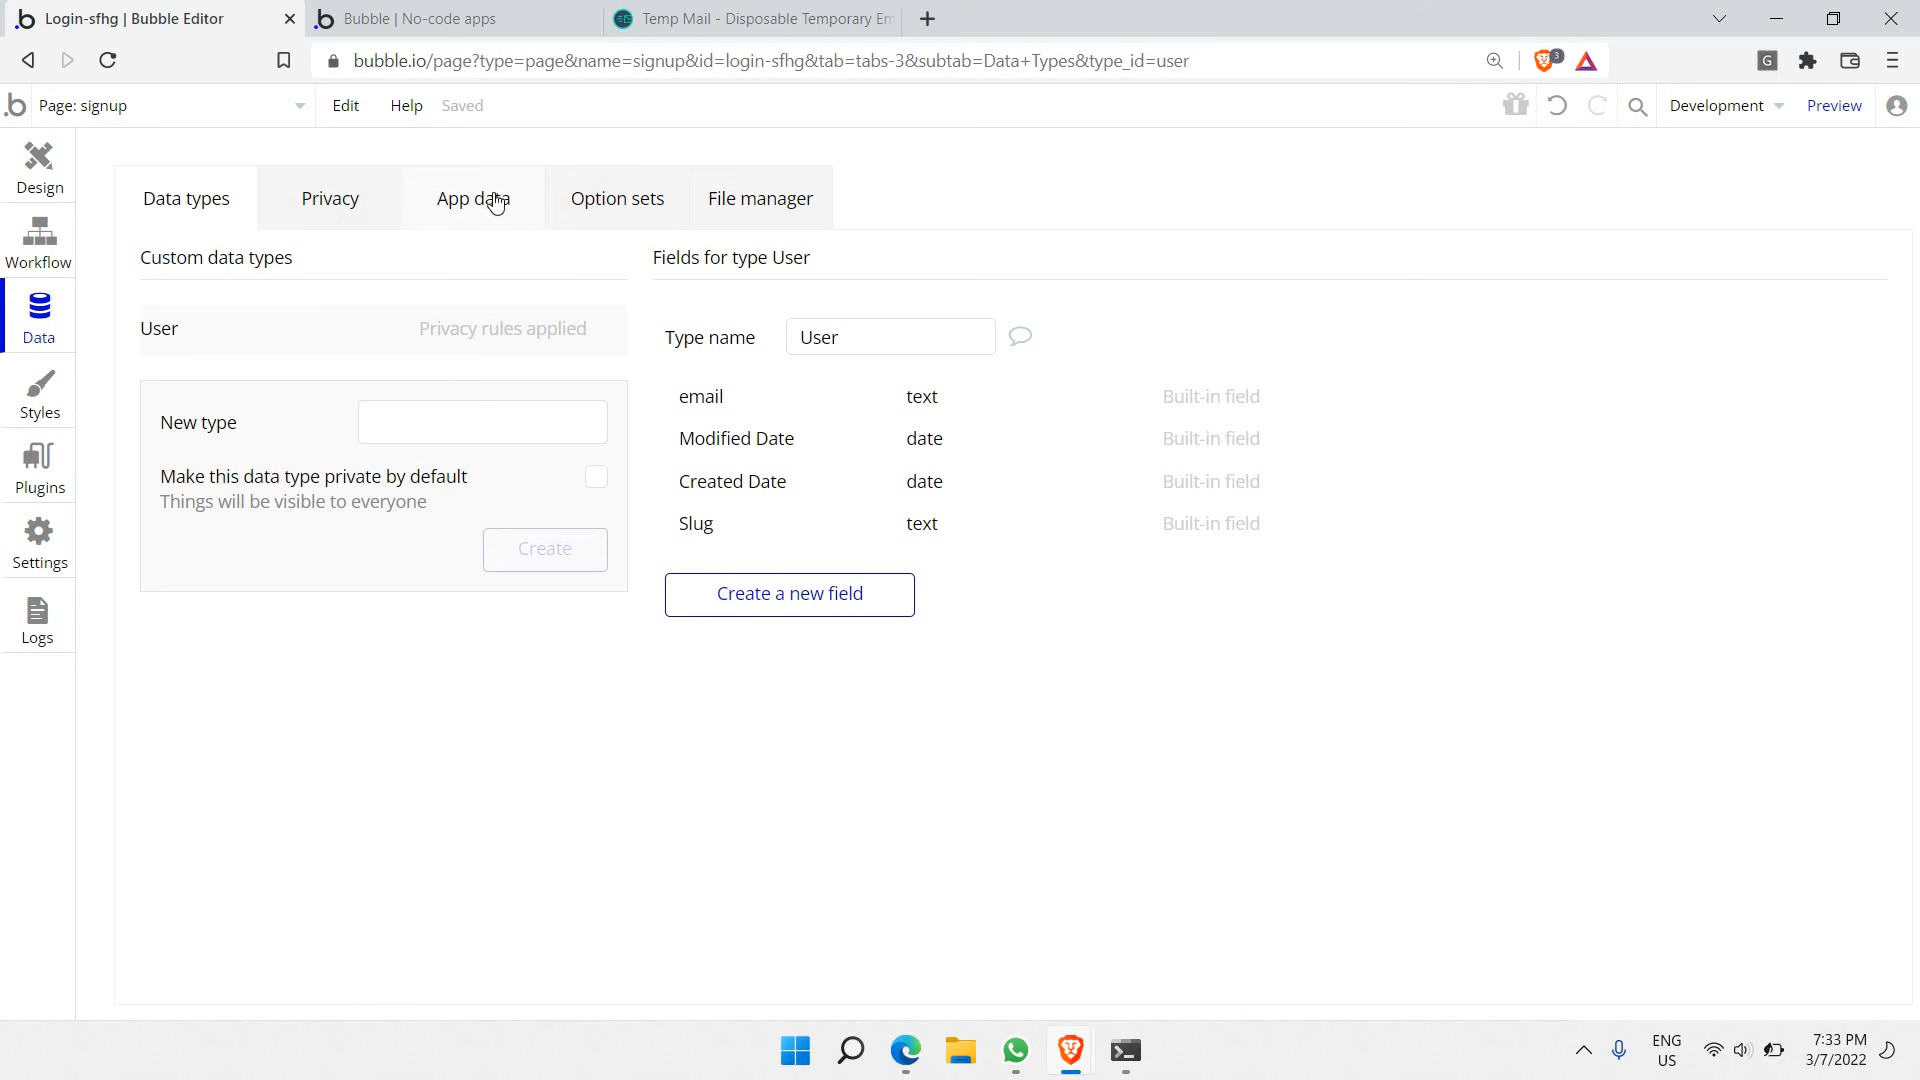 Login-sfhg | Bubble Editor
Bubble | No-code apps
Temp Mail - Disposable Temporary Em
bubble.io/page?type=page&name=signup&id=login-sfhg&tab=tabs-3&subtab=Data+Types&type_id=user
3
G
Page: signup
Edit
Help
Saved
Development
Preview
Design
Workflow
Data
Styles
Plugins
Settings
Logs
Data types
Privacy
App data
Option sets
File manager
Custom data types
User
Privacy rules applied
New type
Make this data type private by default
Things will be visible to everyone
Create
Fields for type User
Type name
User
email text Built-in field
Modified Date date Built-in field
Created Date date Built-in field
Slug text Built-in field
Create a new field
ENG
US
7:33 PM
3/7/2022